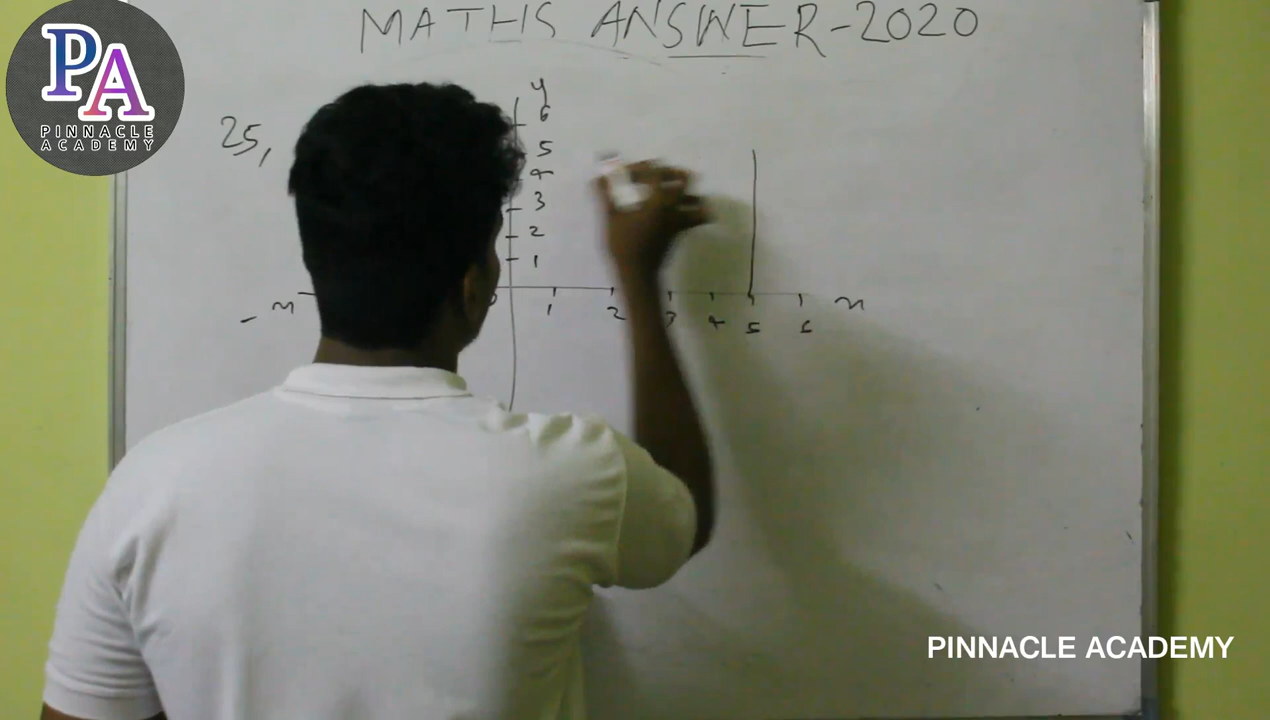 MATHS ANSWER-2020
PA
PINNACLE
ACADEMY
25,
y
6
5
4
3
2
1
- x
1 2 3 4 5 6
x
PINNACLE ACADEMY